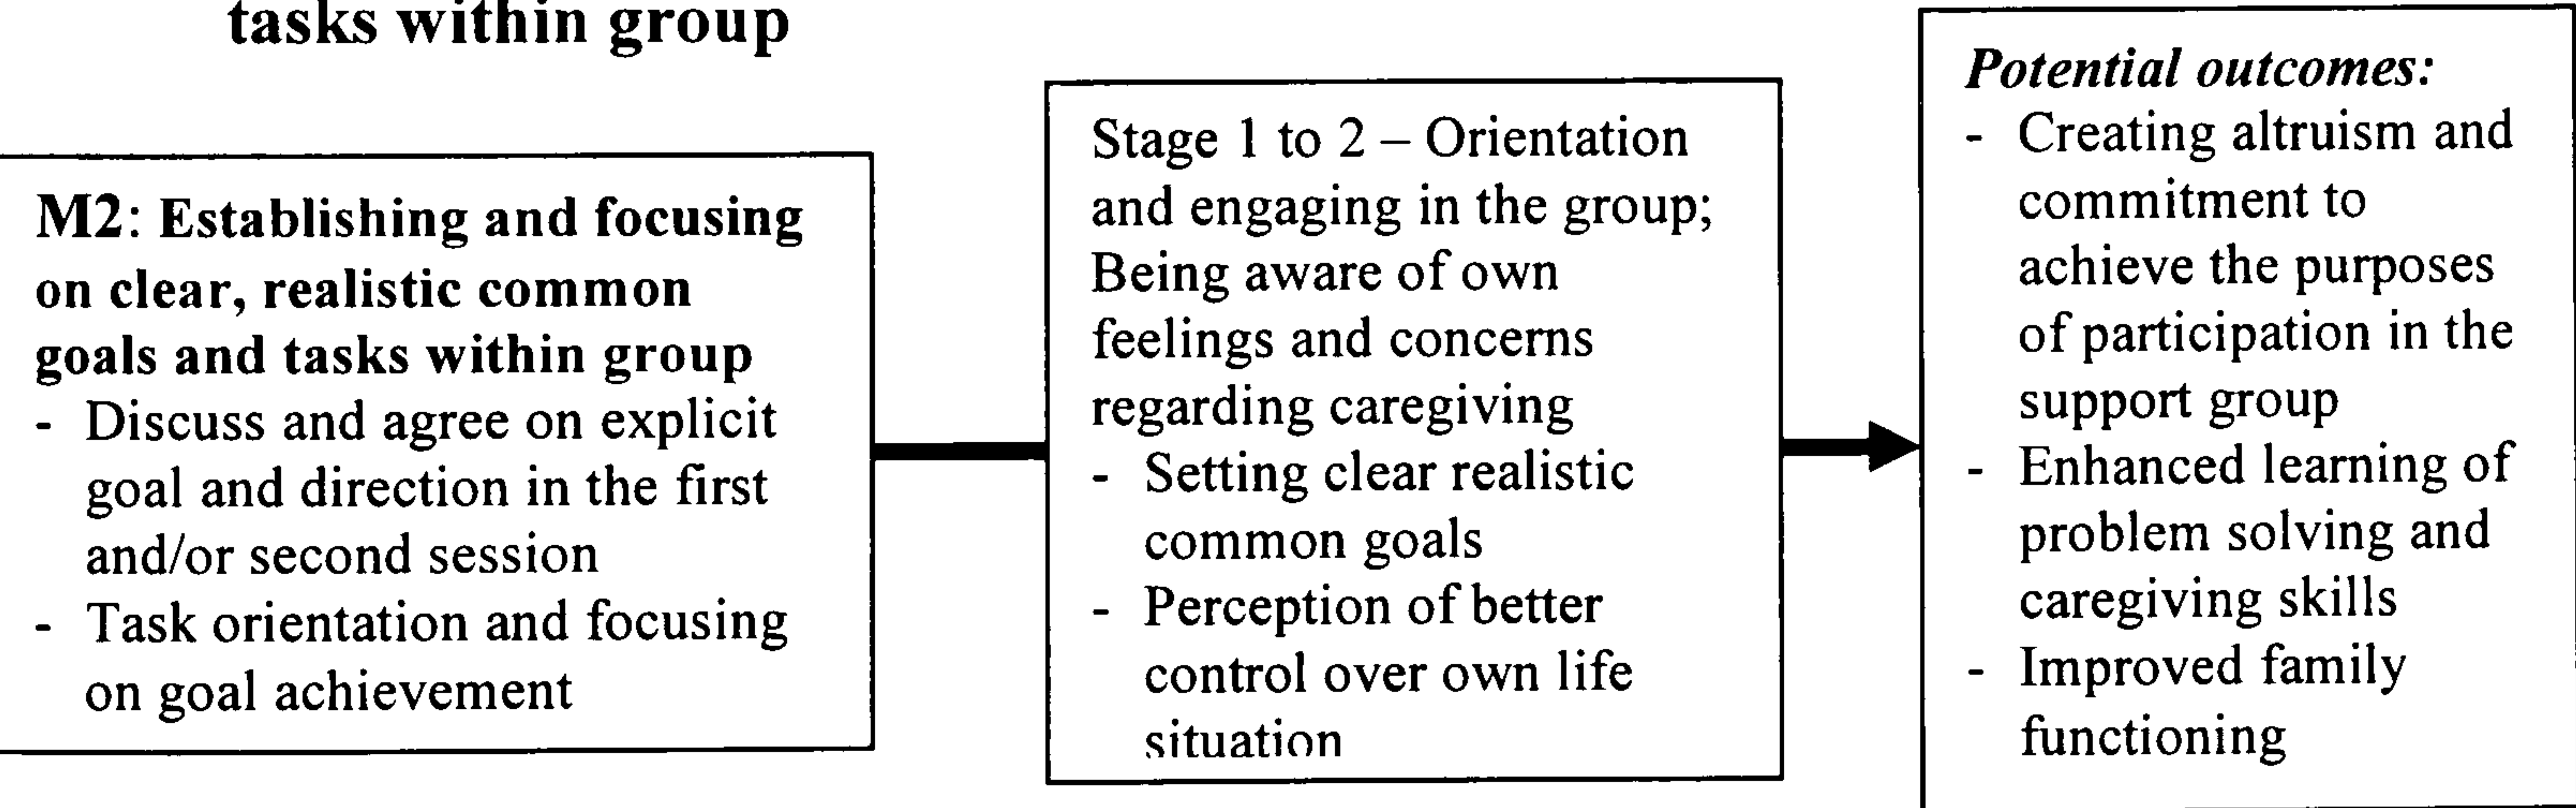 tasks within group
M2: Establishing and focusing
on clear, realistic common
goals and tasks within group
- Discuss and agree on explicit
goal and direction in the first
and/or second session
- Task orientation and focusing
on goal achievement
Stage 1 to 2 – Orientation
and engaging in the group;
Being aware of own
feelings and concerns
regarding caregiving
- Setting clear realistic
common goals
- Perception of better
control over own life
situation
Potential outcomes:
- Creating altruism and
commitment to
achieve the purposes
of participation in the
support group
- Enhanced learning of
problem solving and
caregiving skills
- Improved family
functioning